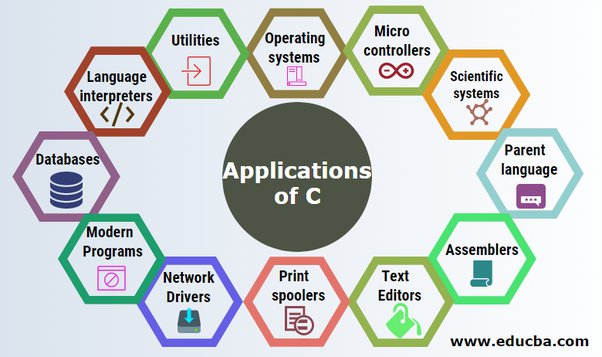 Utilities
Operating
systems
Micro
controllers
Language
interpreters
Scientific
systems
Databases
Applications
of C
Parent
language
Modern
Programs
Assemblers
Network
Drivers
Print
spoolers
Text
Editors
www.educba.com